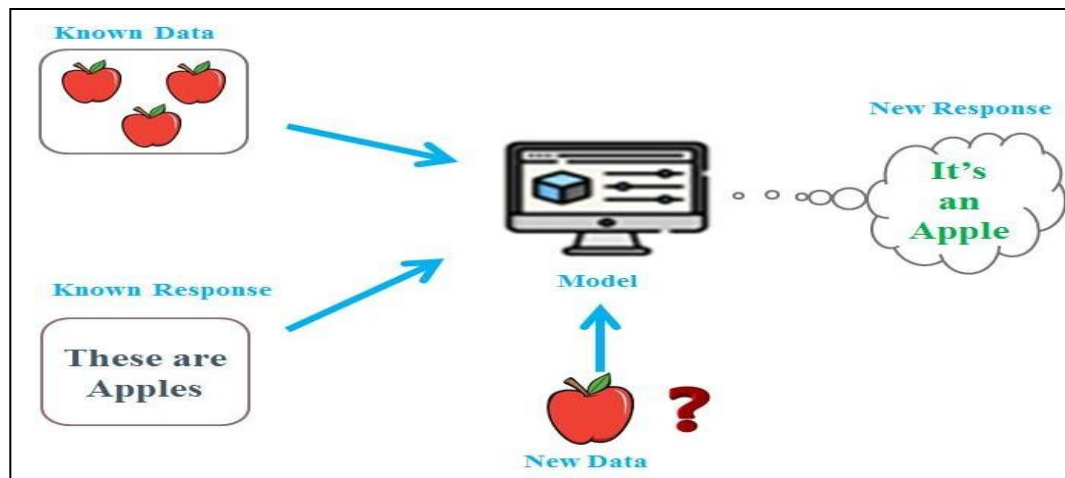 Known Data
New Response
It's
an
Apple
Model
Known Response
These are
Apples
?
New Data